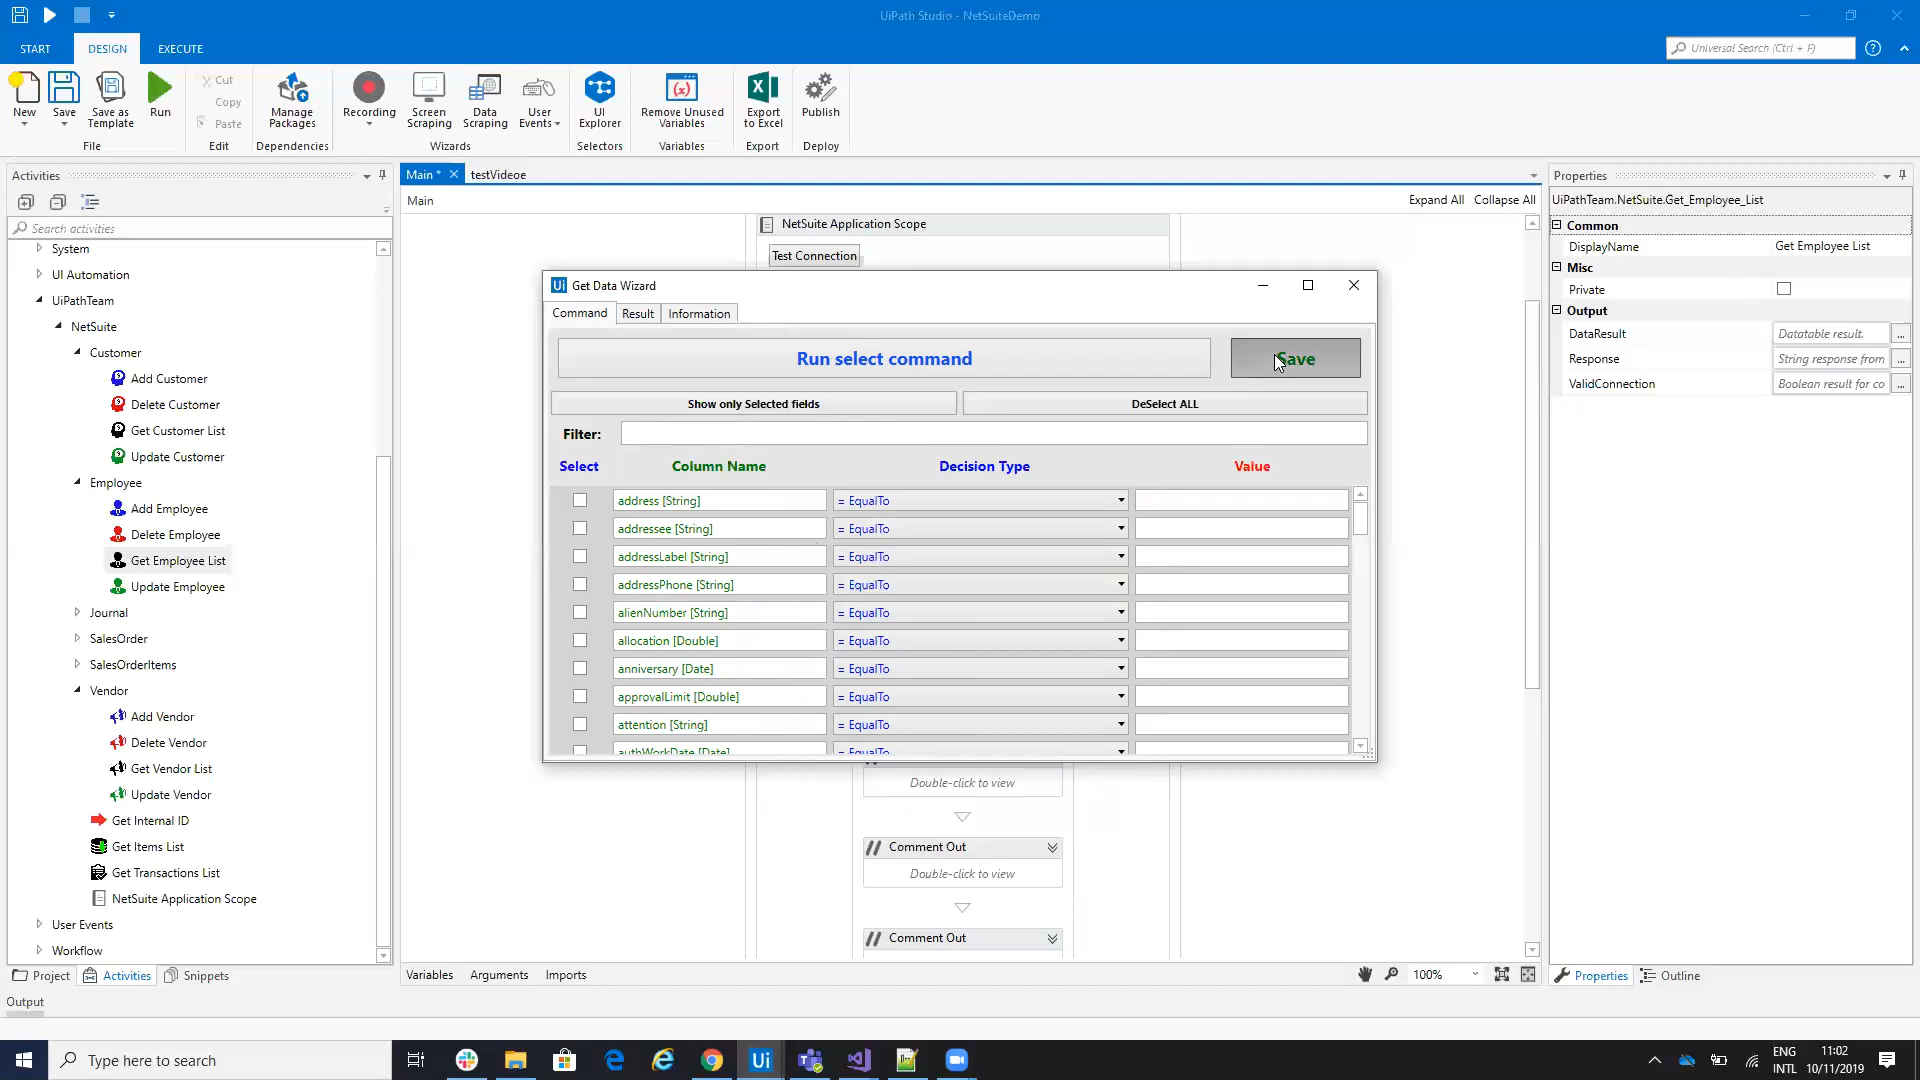 UiPath Studio - NetSuiteDemo
START
DESIGN
EXECUTE
Universal Search (Ctrl + F)
New
Save
Save as Template
Run
Cut
Copy
Paste
Manage Packages
Recording
Screen Scraping
Data Scraping
User Events
UI Explorer
Remove Unused Variables
Export to Excel
Publish
File
Edit
Dependencies
Wizards
Selectors
Variables
Export
Deploy
Activities
Search activities
System
UI Automation
UiPathTeam
NetSuite
Customer
Add Customer
Delete Customer
Get Customer List
Update Customer
Employee
Add Employee
Delete Employee
Get Employee List
Update Employee
Journal
SalesOrder
SalesOrderItems
Vendor
Add Vendor
Delete Vendor
Get Vendor List
Update Vendor
Get Internal ID
Get Items List
Get Transactions List
NetSuite Application Scope
User Events
Workflow
Project
Activities
Snippets
Output
Main *
testVideoe
Main
Expand All
Collapse All
NetSuite Application Scope
Test Connection
Ui Get Data Wizard
Command
Result
Information
Run select command
Save
Show only Selected fields
DeSelect ALL
Filter:
Select
Column Name
Decision Type
Value
address [String]
= EqualTo
addressee [String]
= EqualTo
addressLabel [String]
= EqualTo
addressPhone [String]
= EqualTo
alienNumber [String]
= EqualTo
allocation [Double]
= EqualTo
anniversary [Date]
= EqualTo
approvalLimit [Double]
= EqualTo
attention [String]
= EqualTo
authWorkDate [Date]
= EqualTo
Double-click to view
// Comment Out
Double-click to view
// Comment Out
Variables
Arguments
Imports
100%
Properties
UiPathTeam.NetSuite.Get_Employee_List
Common
DisplayName
Get Employee List
Misc
Private
Output
DataResult
Datatable result.
...
Response
String response from
...
ValidConnection
Boolean result for co
...
Properties
Outline
Type here to search
Ui
ENG
INTL
11:02
10/11/2019